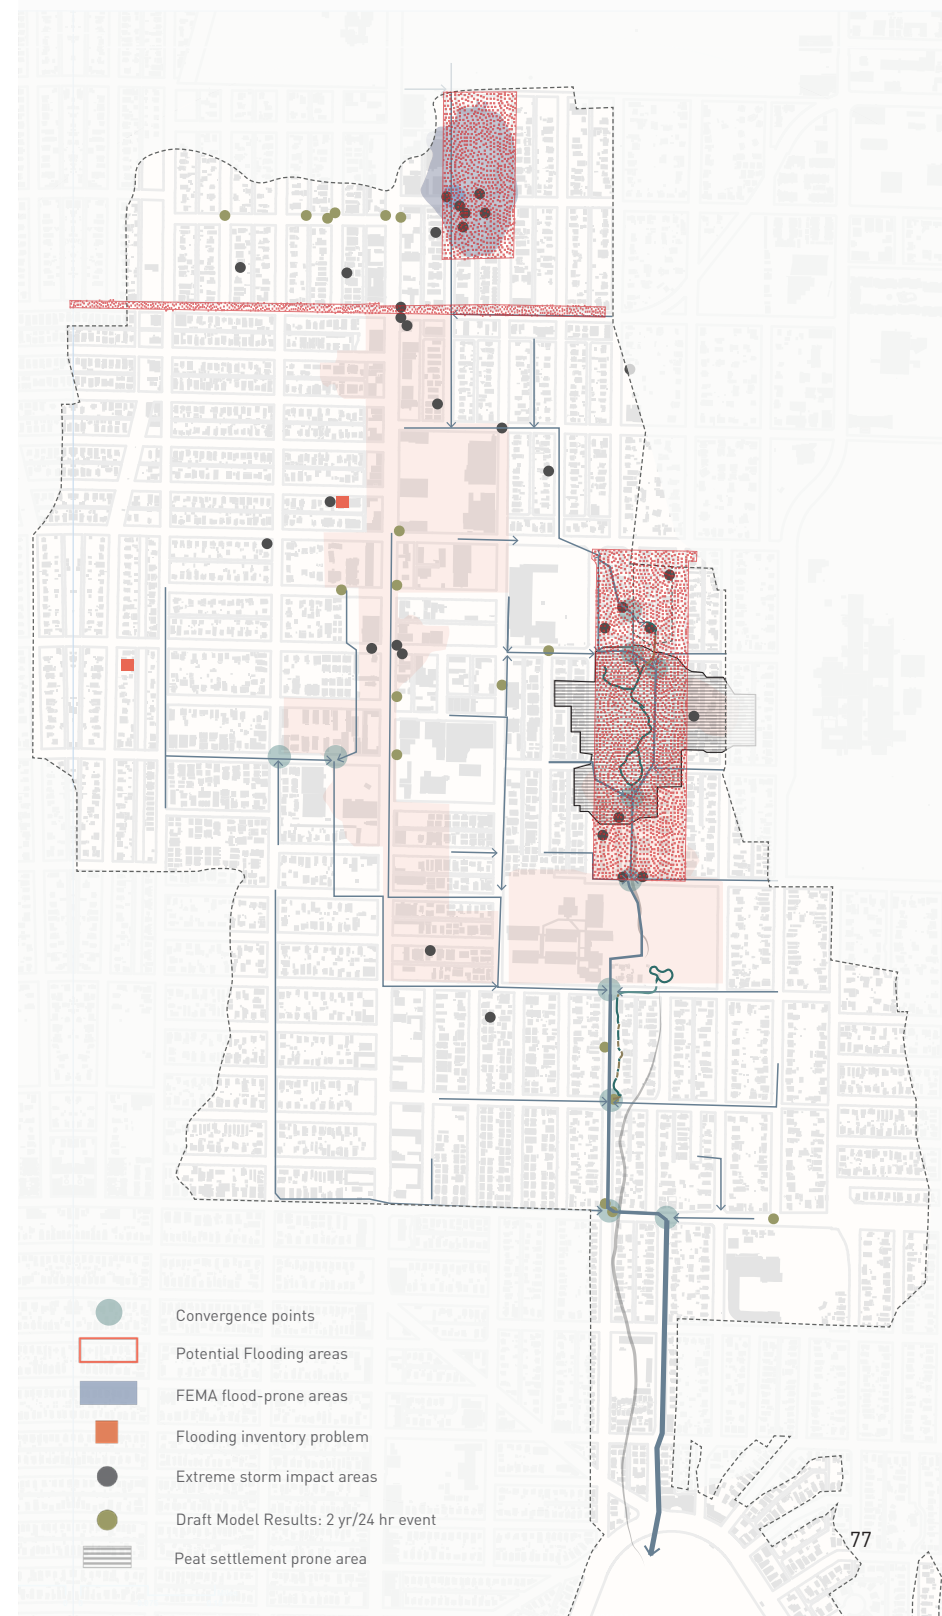 Convergence points
Potential Flooding areas
FEMA flood-prone areas
Flooding inventory problem
Extreme storm impact areas
Draft Model Results: 2 yr/24 hr event
77
Peat settlement prone area